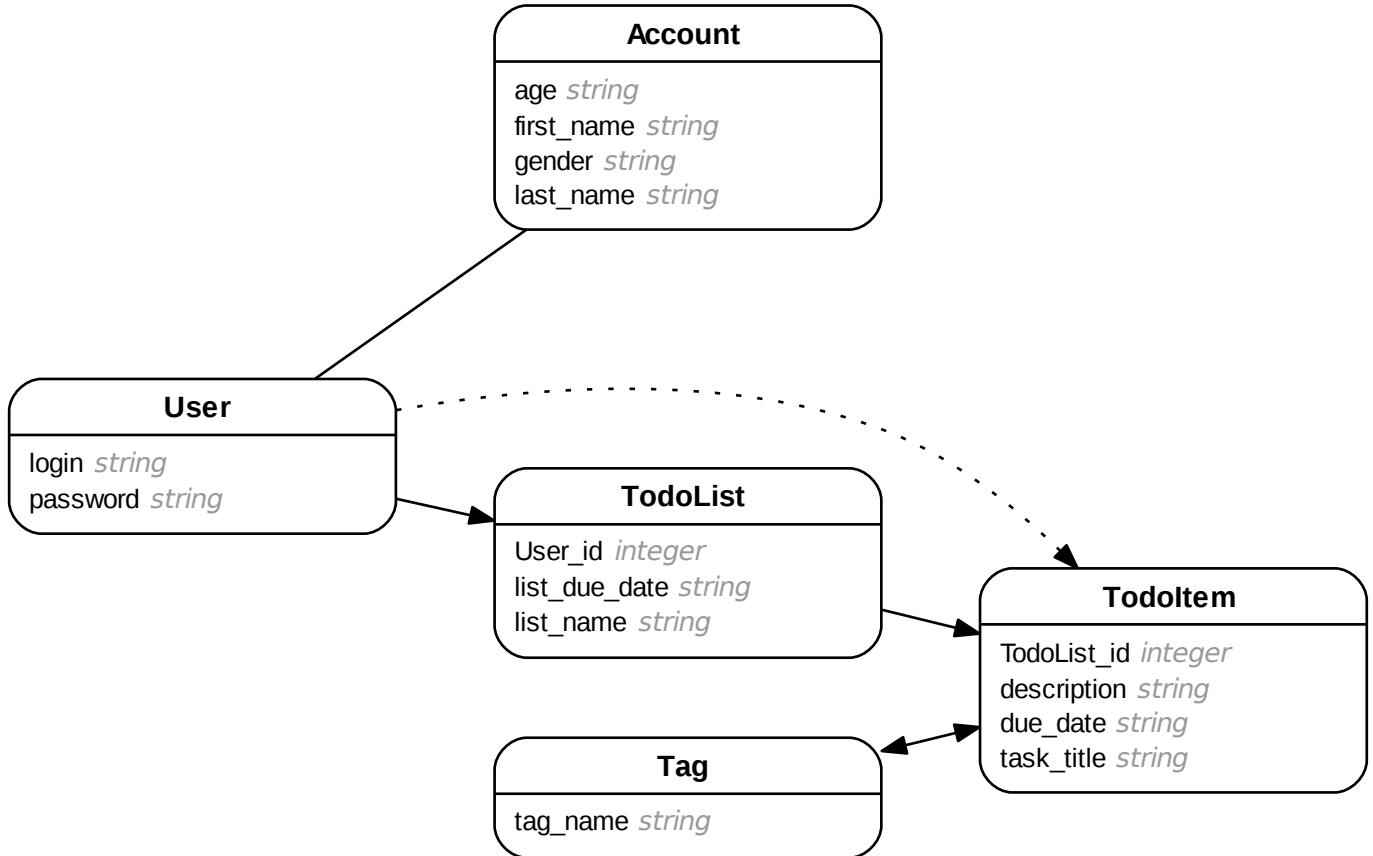 Account
age string
first_name string
gender string
last_name string
User
login string
password string
TodoList
User_id integer
list_due_date string
list_name string
TodoItem
TodoList_id integer
description string
due_date string
task_title string
Tag
tag_name string